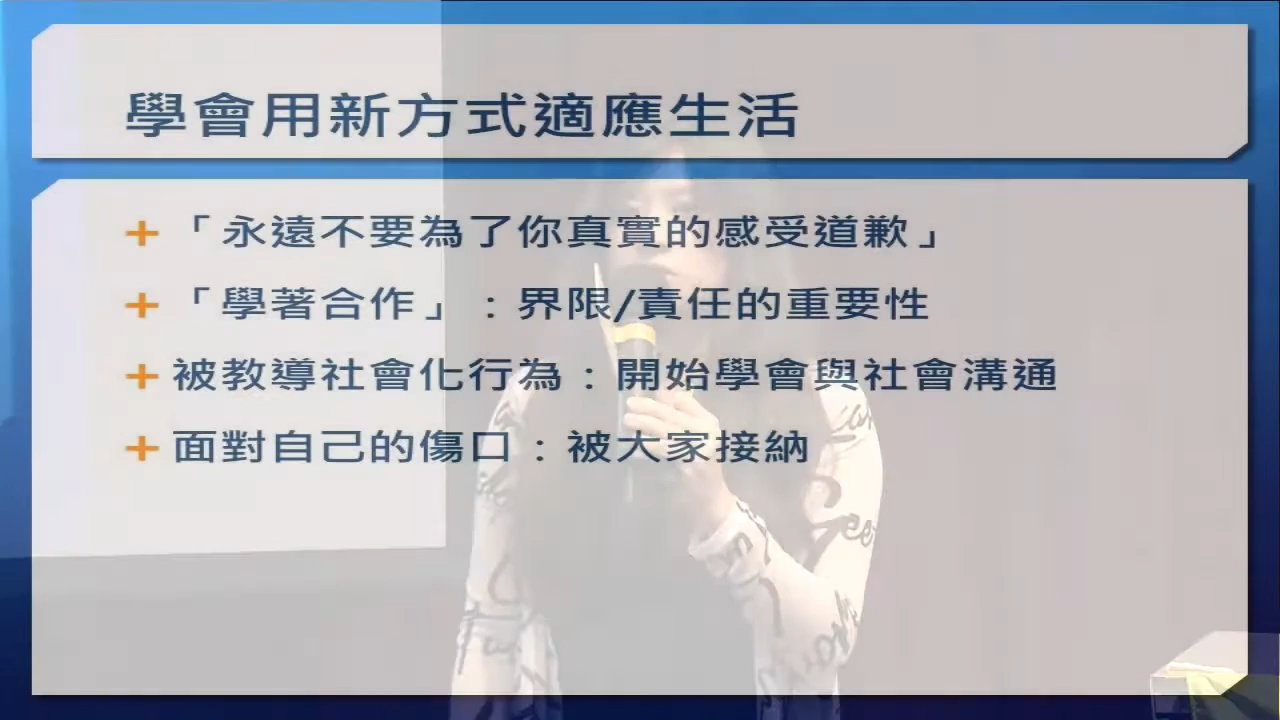 學會用新方式適應生活
「永遠不要為了你真實的感受道歉」
「學著合作」：界限/責任的重要性
被教導社會化行為：開始學會與社會溝通
面對自己的傷口：被大家接納